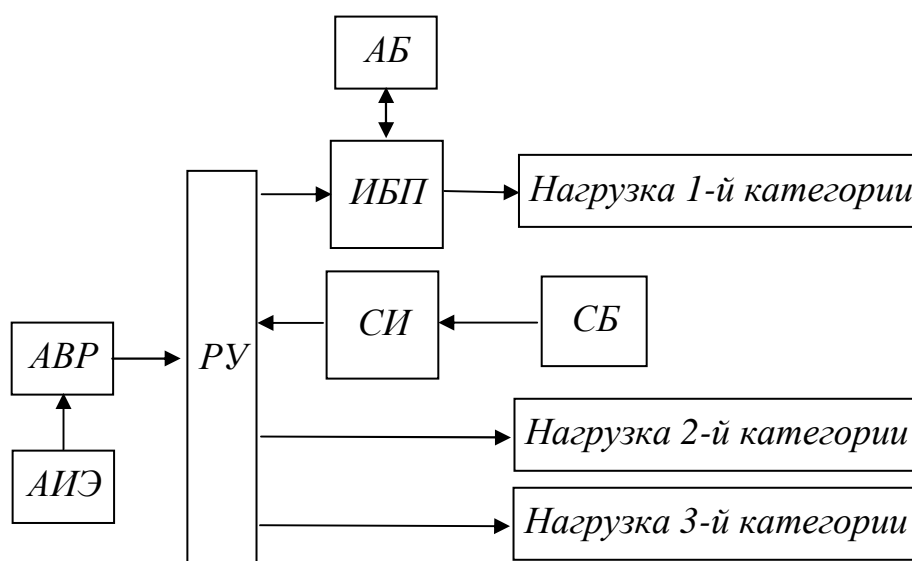 АБ
ИБП
Нагрузка 1-й категории
СИ
СБ
АВР
РУ
Нагрузка 2-й категории
АИЭ
Нагрузка 3-й категории